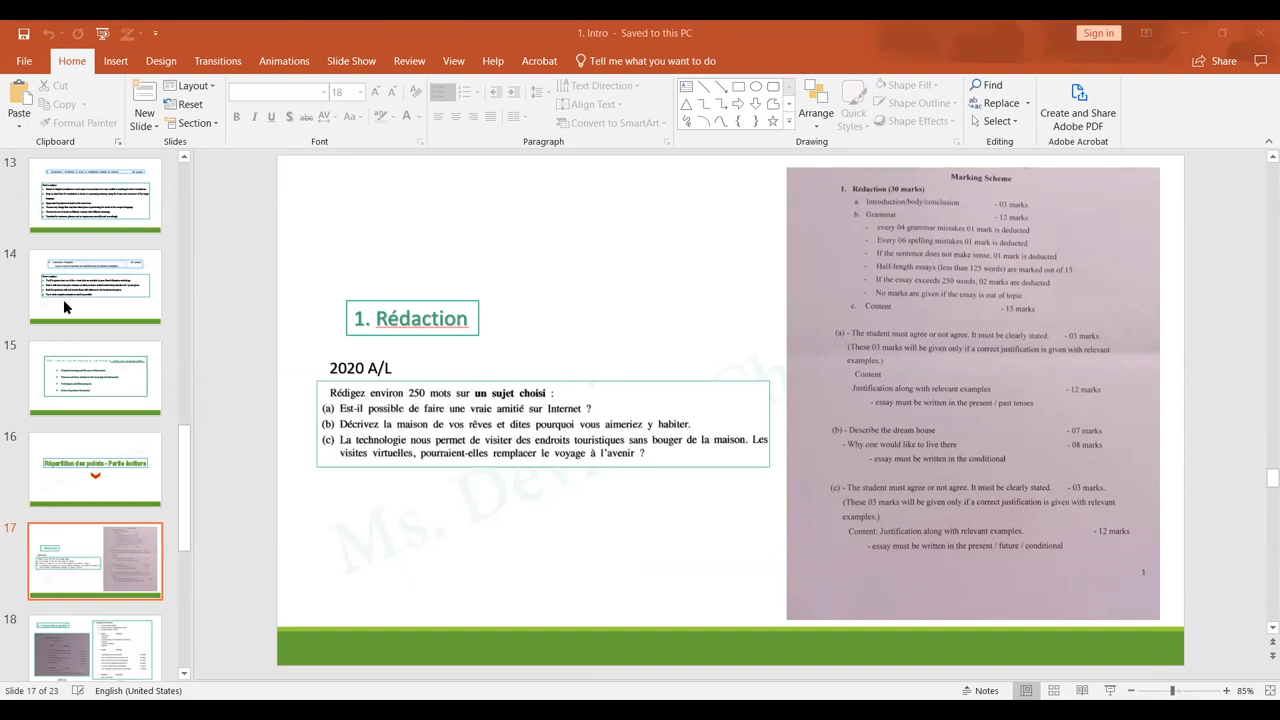 1. Intro - Saved to this PC
Sign in
File Home Insert Design Transitions Animations Slide Show Review View Help Acrobat Tell me what you want to do Share
Paste
Cut
Copy
Format Painter
Clipboard
New Slide
Layout
Reset
Section
Slides
18
Font
Text Direction
Align Text
Convert to SmartArt
Paragraph
Arrange
Quick Styles
Shape Fill
Shape Outline
Shape Effects
Drawing
Find
Replace
Select
Editing
Create and Share Adobe PDF
Adobe Acrobat
13
14
15
16
Répartition des points - Partie écriture
17
18
1. Rédaction
2020 A/L
Rédigez environ 250 mots sur un sujet choisi :
(a) Est-il possible de faire une vraie amitié sur Internet ?
(b) Décrivez la maison de vos rêves et dites pourquoi vous aimeriez y habiter.
(c) La technologie nous permet de visiter des endroits touristiques sans bouger de la maison. Les
visites virtuelles, pourraient-elles remplacer le voyage à l'avenir ?
Marking Scheme
1. Rédaction (30 marks)
a. Introduction/body/conclusion - 03 marks
b. Grammar - 12 marks
- every 04 grammar mistakes 01 mark is deducted
- Every 06 spelling mistakes 01 mark is deducted
- If the sentence does not make sense, 01 mark is deducted
- Half-length essays (less than 125 words) are marked out of 15
- If the essay exceeds 250 words, 02 marks are deducted
- No marks are given if the essay is out of topic
c. Content - 15 marks
(a) - The student must agree or not agree. It must be clearly stated. - 03 marks
(These 03 marks will be given only if a correct justification is given with relevant
examples.)
Content
Justification along with relevant examples - 12 marks
- essay must be written in the present / past tenses
(b) - Describe the dream house - 07 marks
- Why one would like to live there - 08 marks
- essay must be written in the conditional
(c) - The student must agree or not agree. It must be clearly stated. - 03 marks.
(These 03 marks will be given only if a correct justification is given with relevant
examples.)
Content: Justification along with relevant examples. - 12 marks
- essay must be written in the present / future / conditional
1
Ms.
Slide 17 of 23
English (United States)
Notes
85%